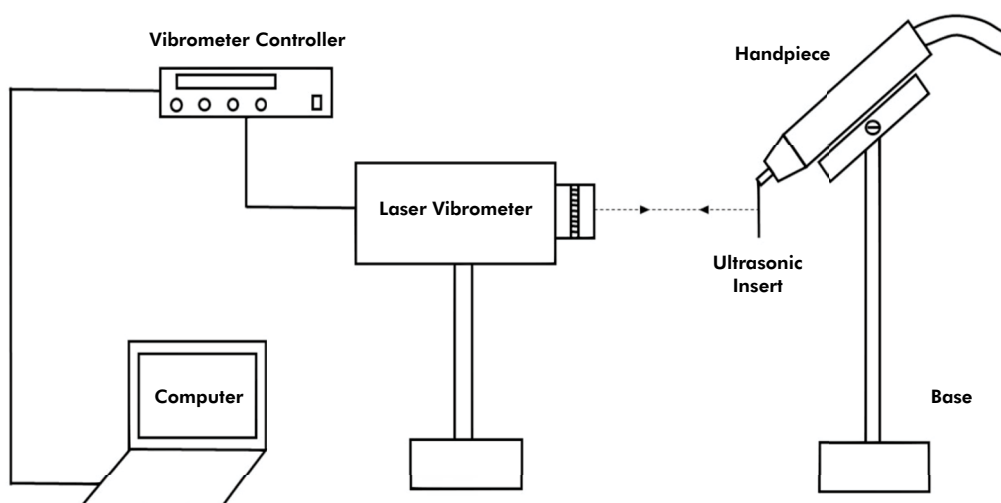 Vibrometer Controller
Handpiece
Laser Vibrometer
Ultrasonic
Insert
Computer
Base